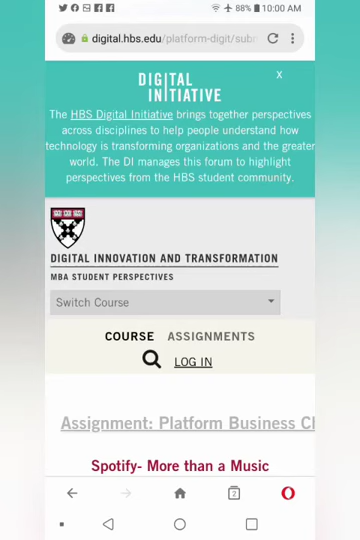 88% 10:00 AM
digital.hbs.edu/platform-digit/subm
X
DIGITAL
INITIATIVE
The HBS Digital Initiative brings together perspectives
across disciplines to help people understand how
technology is transforming organizations and the greater
world. The DI manages this forum to highlight
perspectives from the HBS student community.
DIGITAL INNOVATION AND TRANSFORMATION
MBA STUDENT PERSPECTIVES
Switch Course
COURSE ASSIGNMENTS
LOG IN
Assignment: Platform Business Cl
Spotify- More than a Music
2